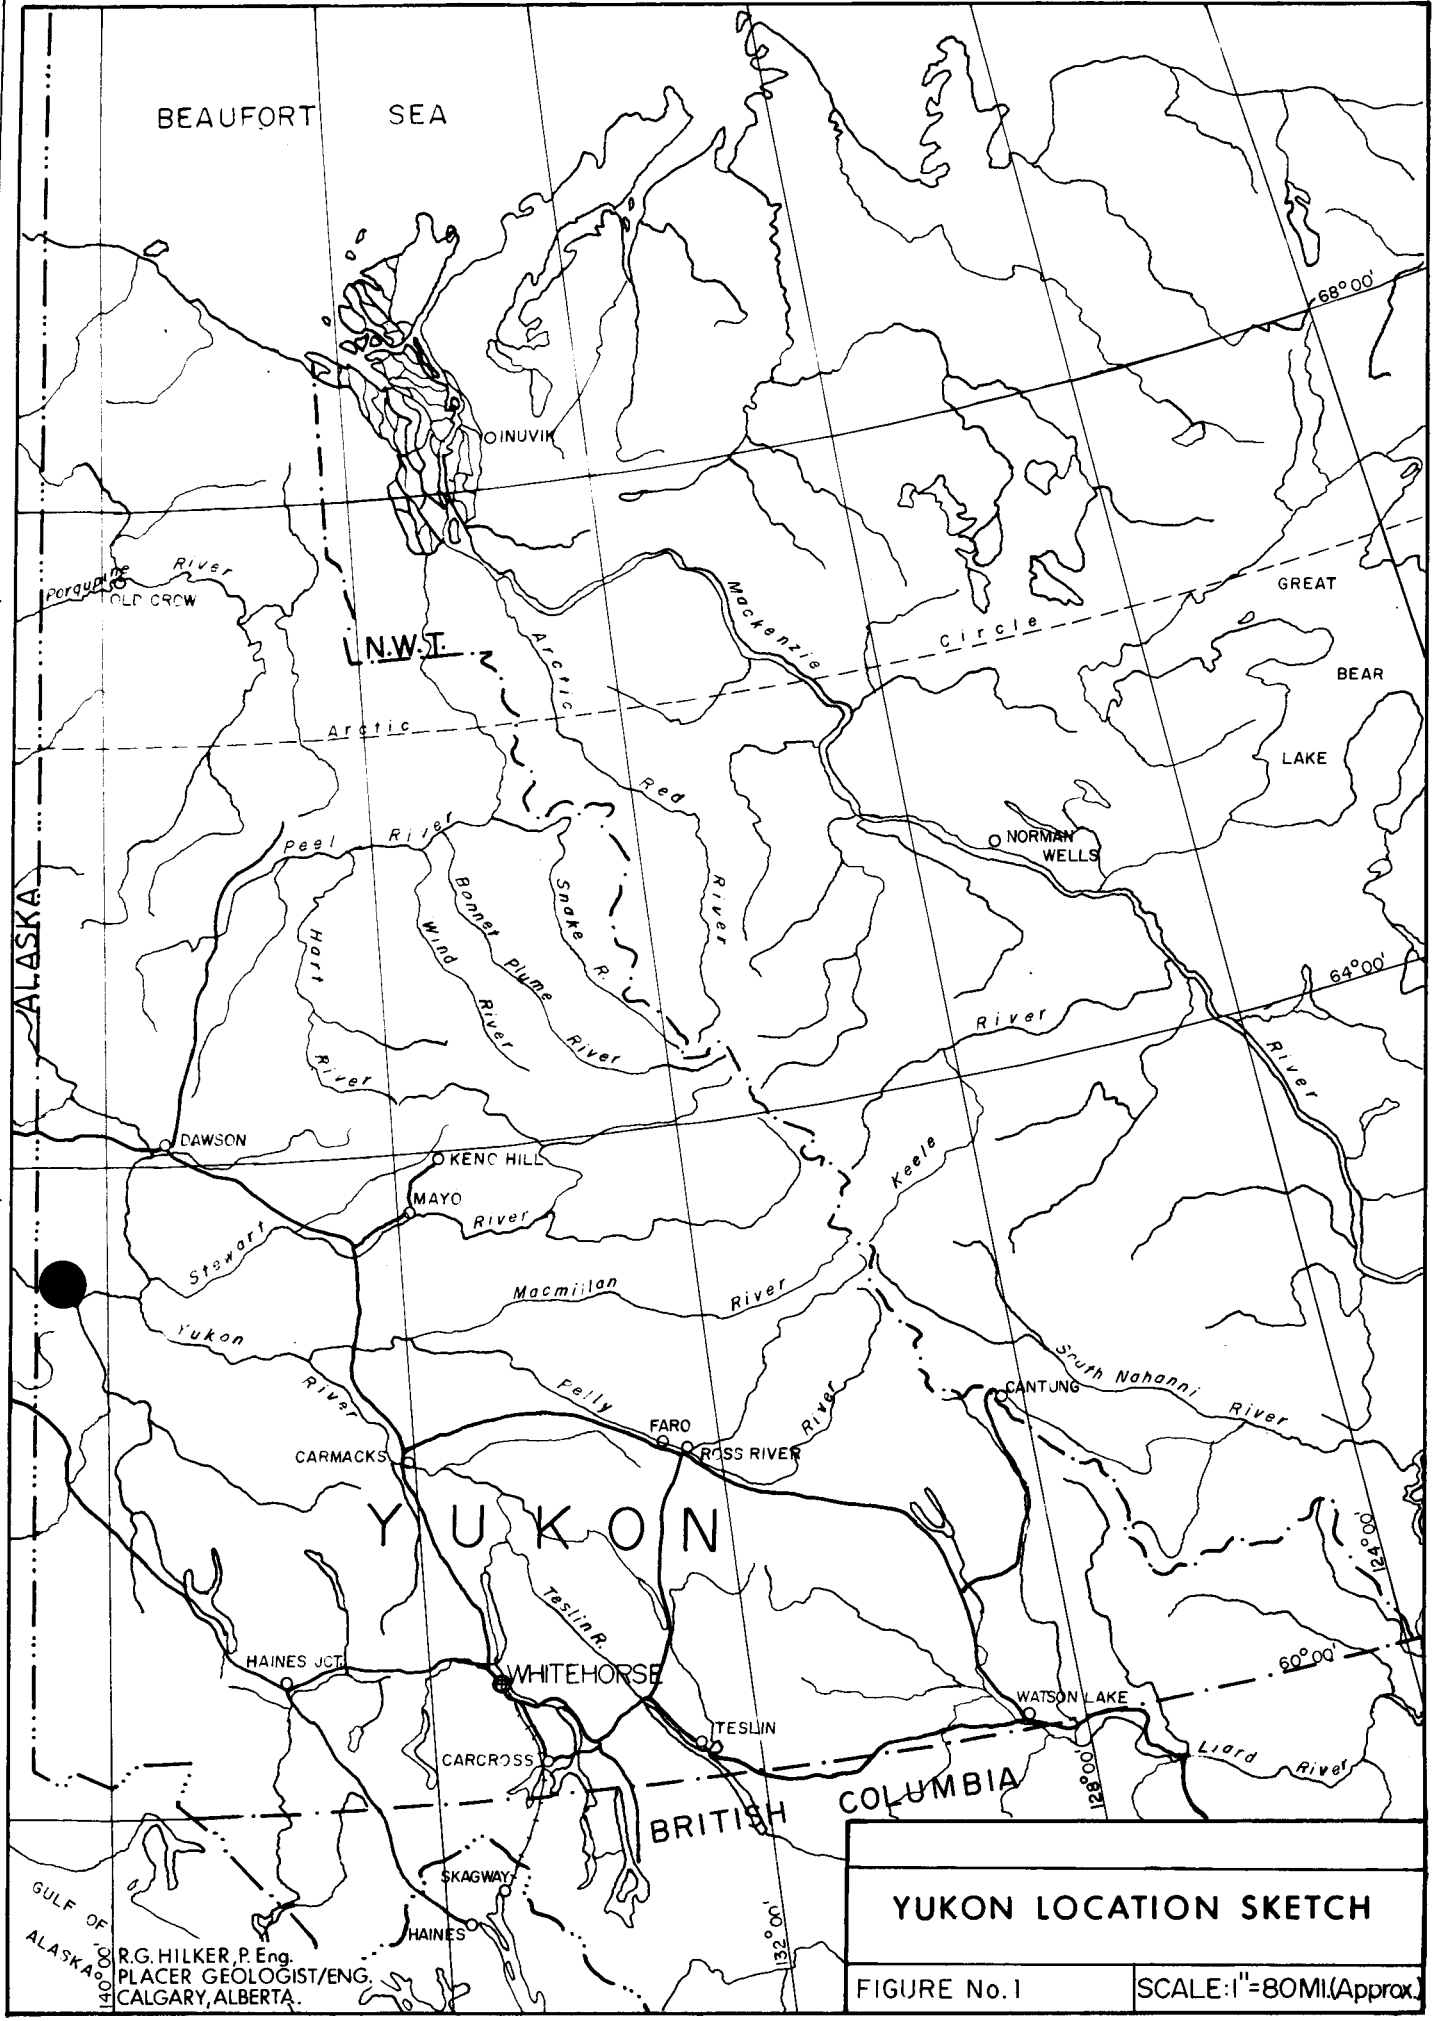 BEAUFORT SEA
68°00'
INUVIK
Porqupine River
OLD CROW
Mackenzie
GREAT
Circle
N.W.T.
Arctic
BEAR
Arctic
LAKE
Red
Peel River
NORMAN
WELLS
ALASKA
Bonnet
Snake
River
Hart
Wind
Plume
R.
64°00'
River
River
River
River
River
River
DAWSON
KENO HILL
Keele
MAYO
River
Stewart
Macmillan River
Yukon
River
South Nahanni
River
CANTUNG
Pelly
River
FARO
ROSS RIVER
CARMACKS
YUKON
124°00'
Teslin R.
HAINES JCT.
WHITEHORSE
60°00'
WATSON LAKE
TESLIN
CARCROSS
Liard River
128°00'
BRITISH COLUMBIA
SKAGWAY
GULF OF
ALASKA
HAINES
132°00'
140°00'
R.G. HILKER, P. Eng.
PLACER GEOLOGIST/ENG.
CALGARY, ALBERTA.
YUKON LOCATION SKETCH
FIGURE No. 1
SCALE: 1"=80MI.(Approx.)